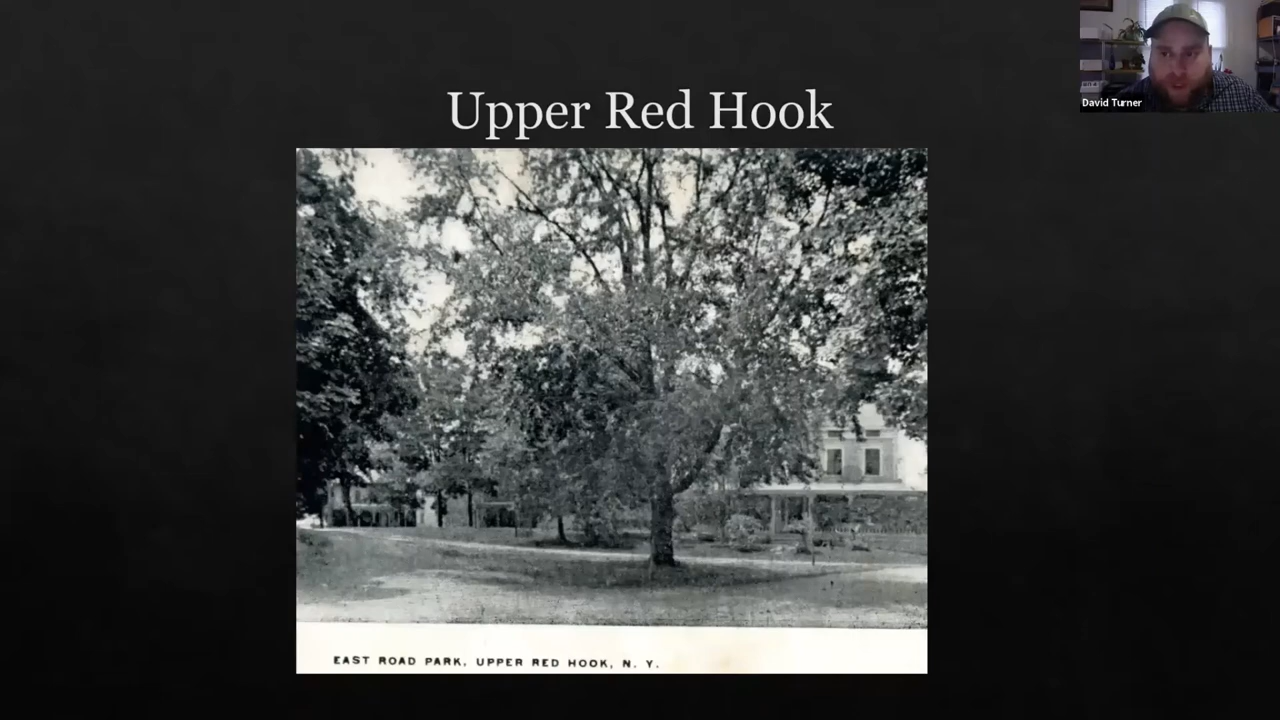 Upper Red Hook
David Turner
EAST ROAD PARK, UPPER RED HOOK, N. Y.